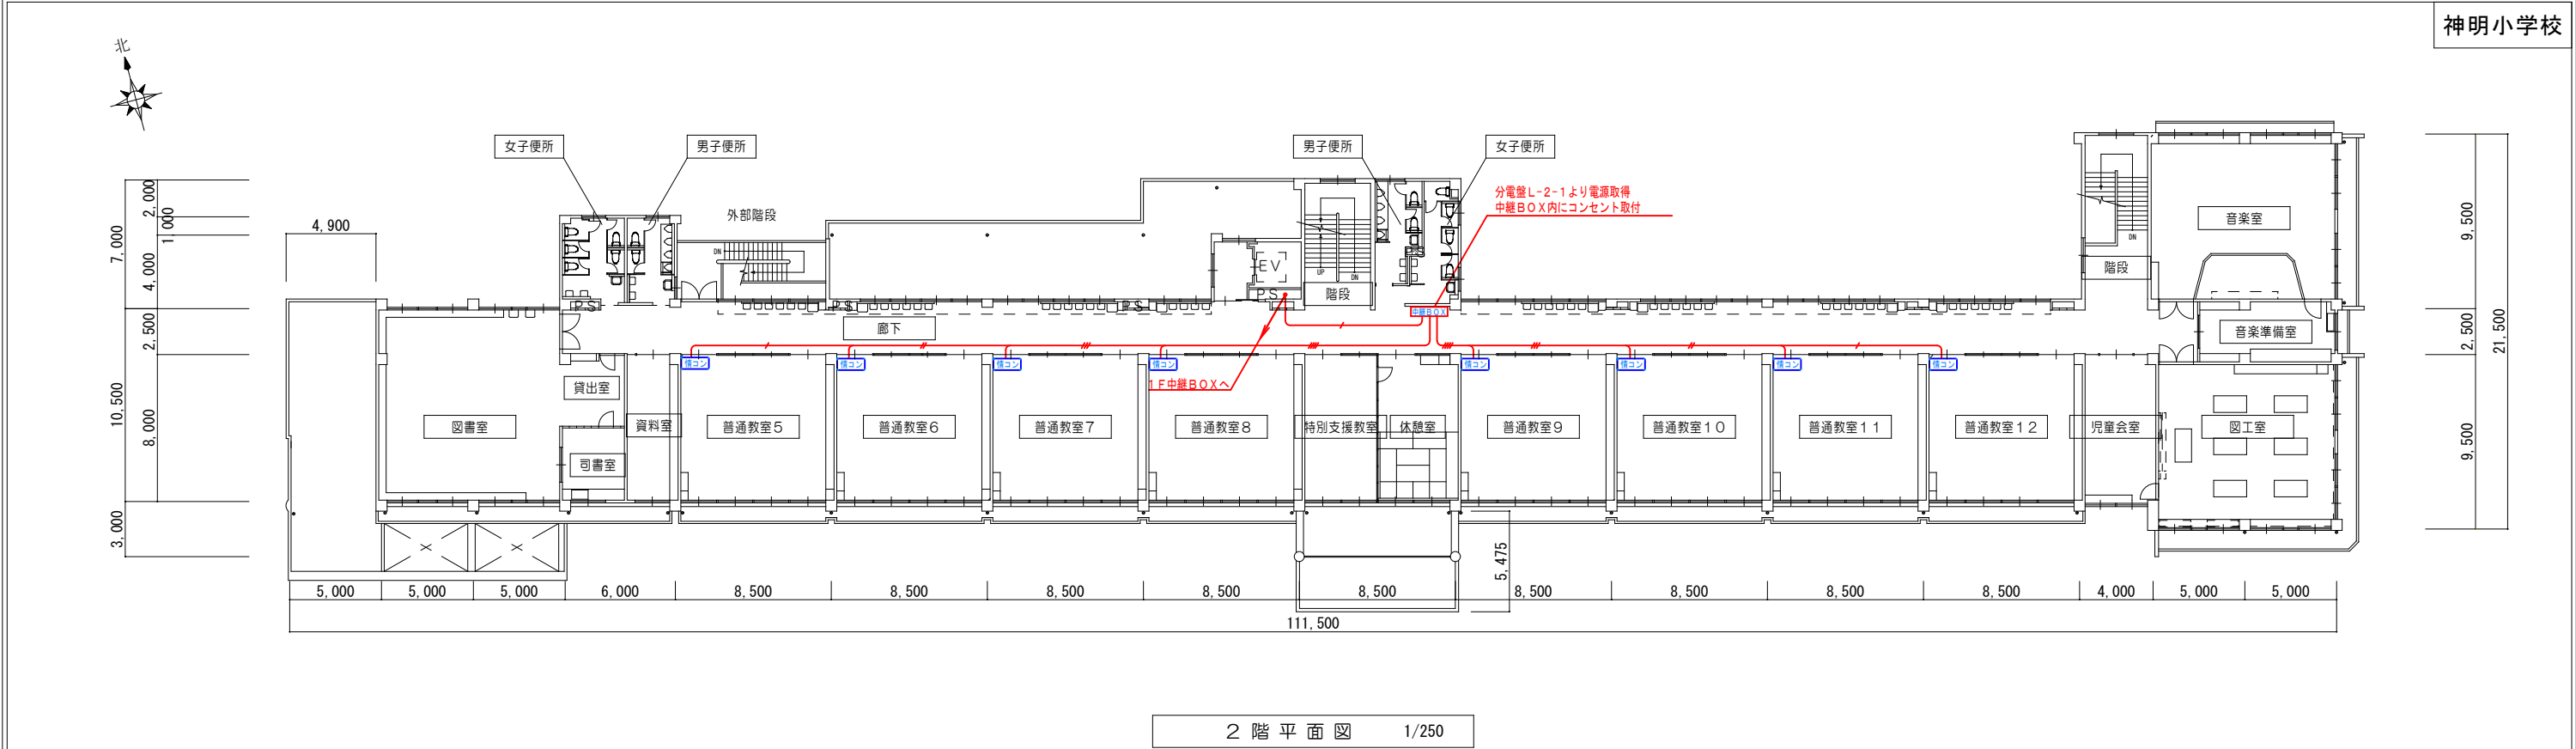 神明小学校
北
女子便所
男子便所
男子便所
女子便所
分電盤L-2-1より電源取得
中継BOX内にコンセント取付
外部階段
4,900
7,000
2,000
1,000
4,000
2,500
10,500
8,000
3,000
9,500
2,500
9,500
21,500
音楽室
DN
UP
DN
DN
EV
PS
PS
PS
PS
PS
階段
階段
中継BOX
廊下
音楽準備室
情コン
情コン
情コン
情コン
情コン
情コン
情コン
情コン
1F中継BOXへ
貸出室
図書室
資料室
普通教室5
普通教室6
普通教室7
普通教室8
特別支援教室
休憩室
普通教室9
普通教室10
普通教室11
普通教室12
児童会室
図工室
司書室
5,475
5,000
5,000
5,000
6,000
8,500
8,500
8,500
8,500
8,500
8,500
8,500
8,500
8,500
4,000
5,000
5,000
111,500
2階平面図 1/250